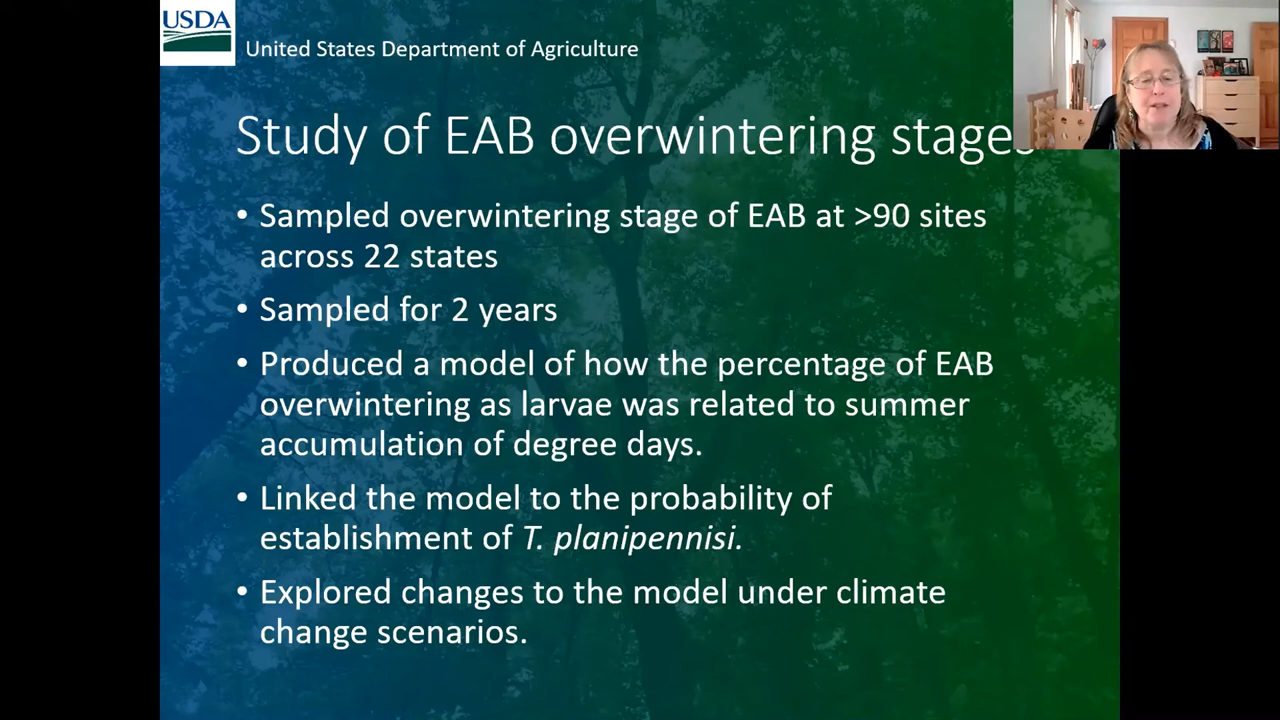 USDA
United States Department of Agriculture
Study of EAB overwintering stages
• Sampled overwintering stage of EAB at >90 sites
across 22 states
• Sampled for 2 years
• Produced a model of how the percentage of EAB
overwintering as larvae was related to summer
accumulation of degree days.
• Linked the model to the probability of
establishment of T. planipennisi.
• Explored changes to the model under climate
change scenarios.